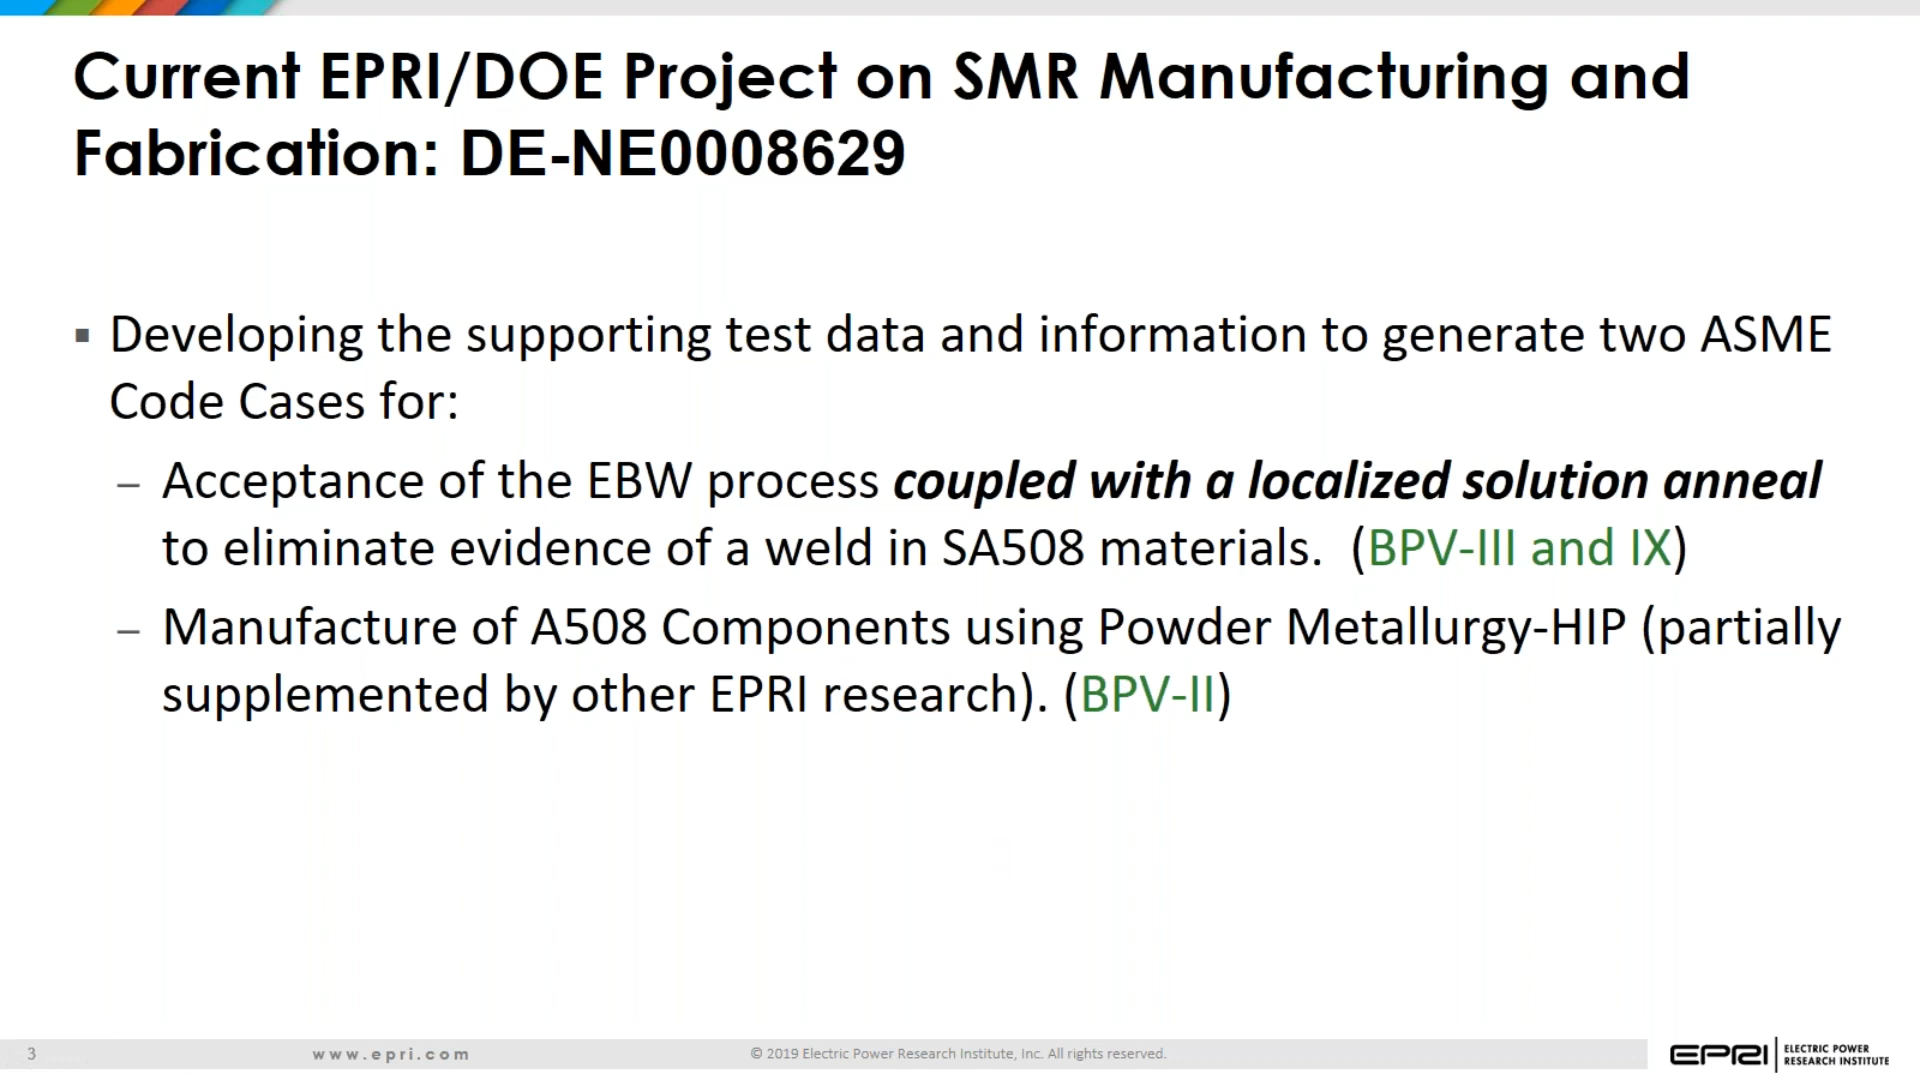 Current EPRI/DOE Project on SMR Manufacturing and
Fabrication: DE-NE0008629
▪ Developing the supporting test data and information to generate two ASME
Code Cases for:
– Acceptance of the EBW process coupled with a localized solution anneal
to eliminate evidence of a weld in SA508 materials.  (BPV-III and IX)
– Manufacture of A508 Components using Powder Metallurgy-HIP (partially
supplemented by other EPRI research). (BPV-II)
3
www.epri.com
© 2019 Electric Power Research Institute, Inc. All rights reserved.
EPRI
ELECTRIC POWER
RESEARCH INSTITUTE